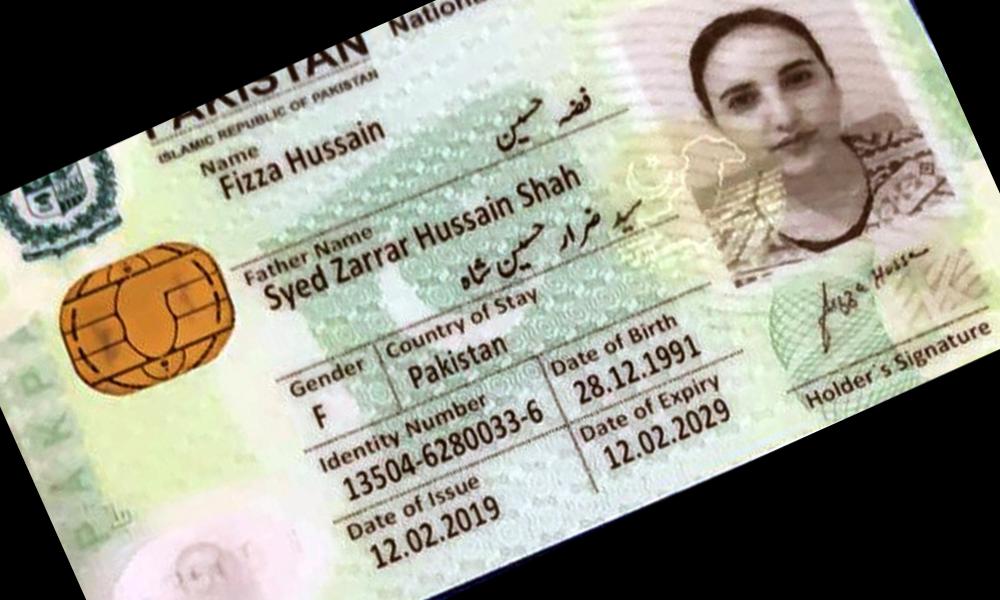 PAKISTAN National
ISLAMIC REPUBLIC OF PAKISTAN
Name
Fizza Hussain
فضہ حسین
Father Name
Syed Zarrar Hussain Shah
سید ضرار حسین شاہ
Gender
F
Country of Stay
Pakistan
Identity Number
13504-6280033-6
Date of Birth
28.12.1991
Date of Issue
12.02.2019
Date of Expiry
12.02.2029
Holder's Signature